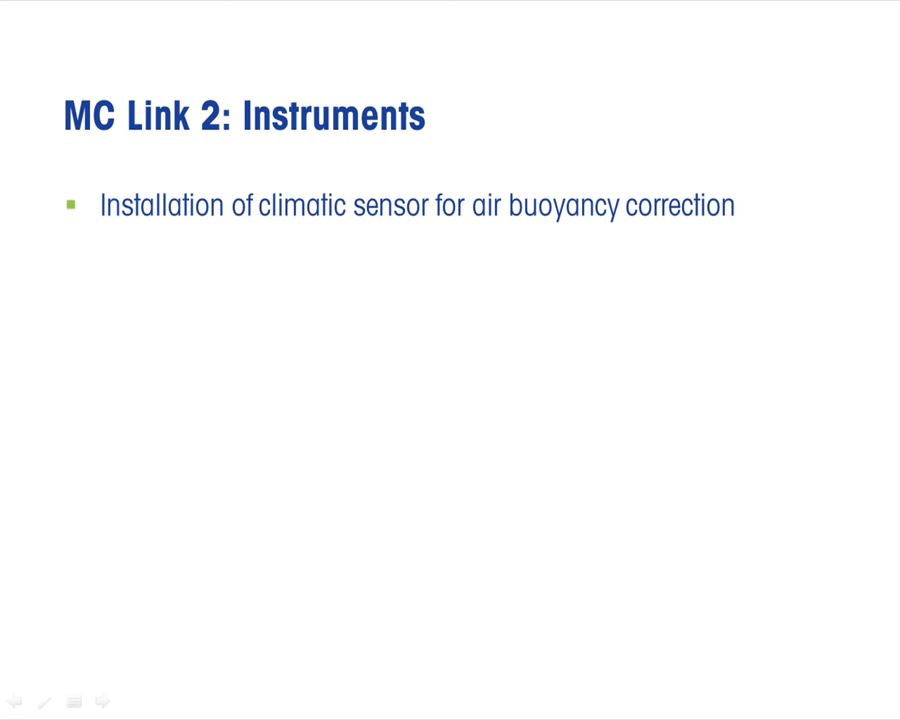 MC Link 2: Instruments
Installation of climatic sensor for air buoyancy correction